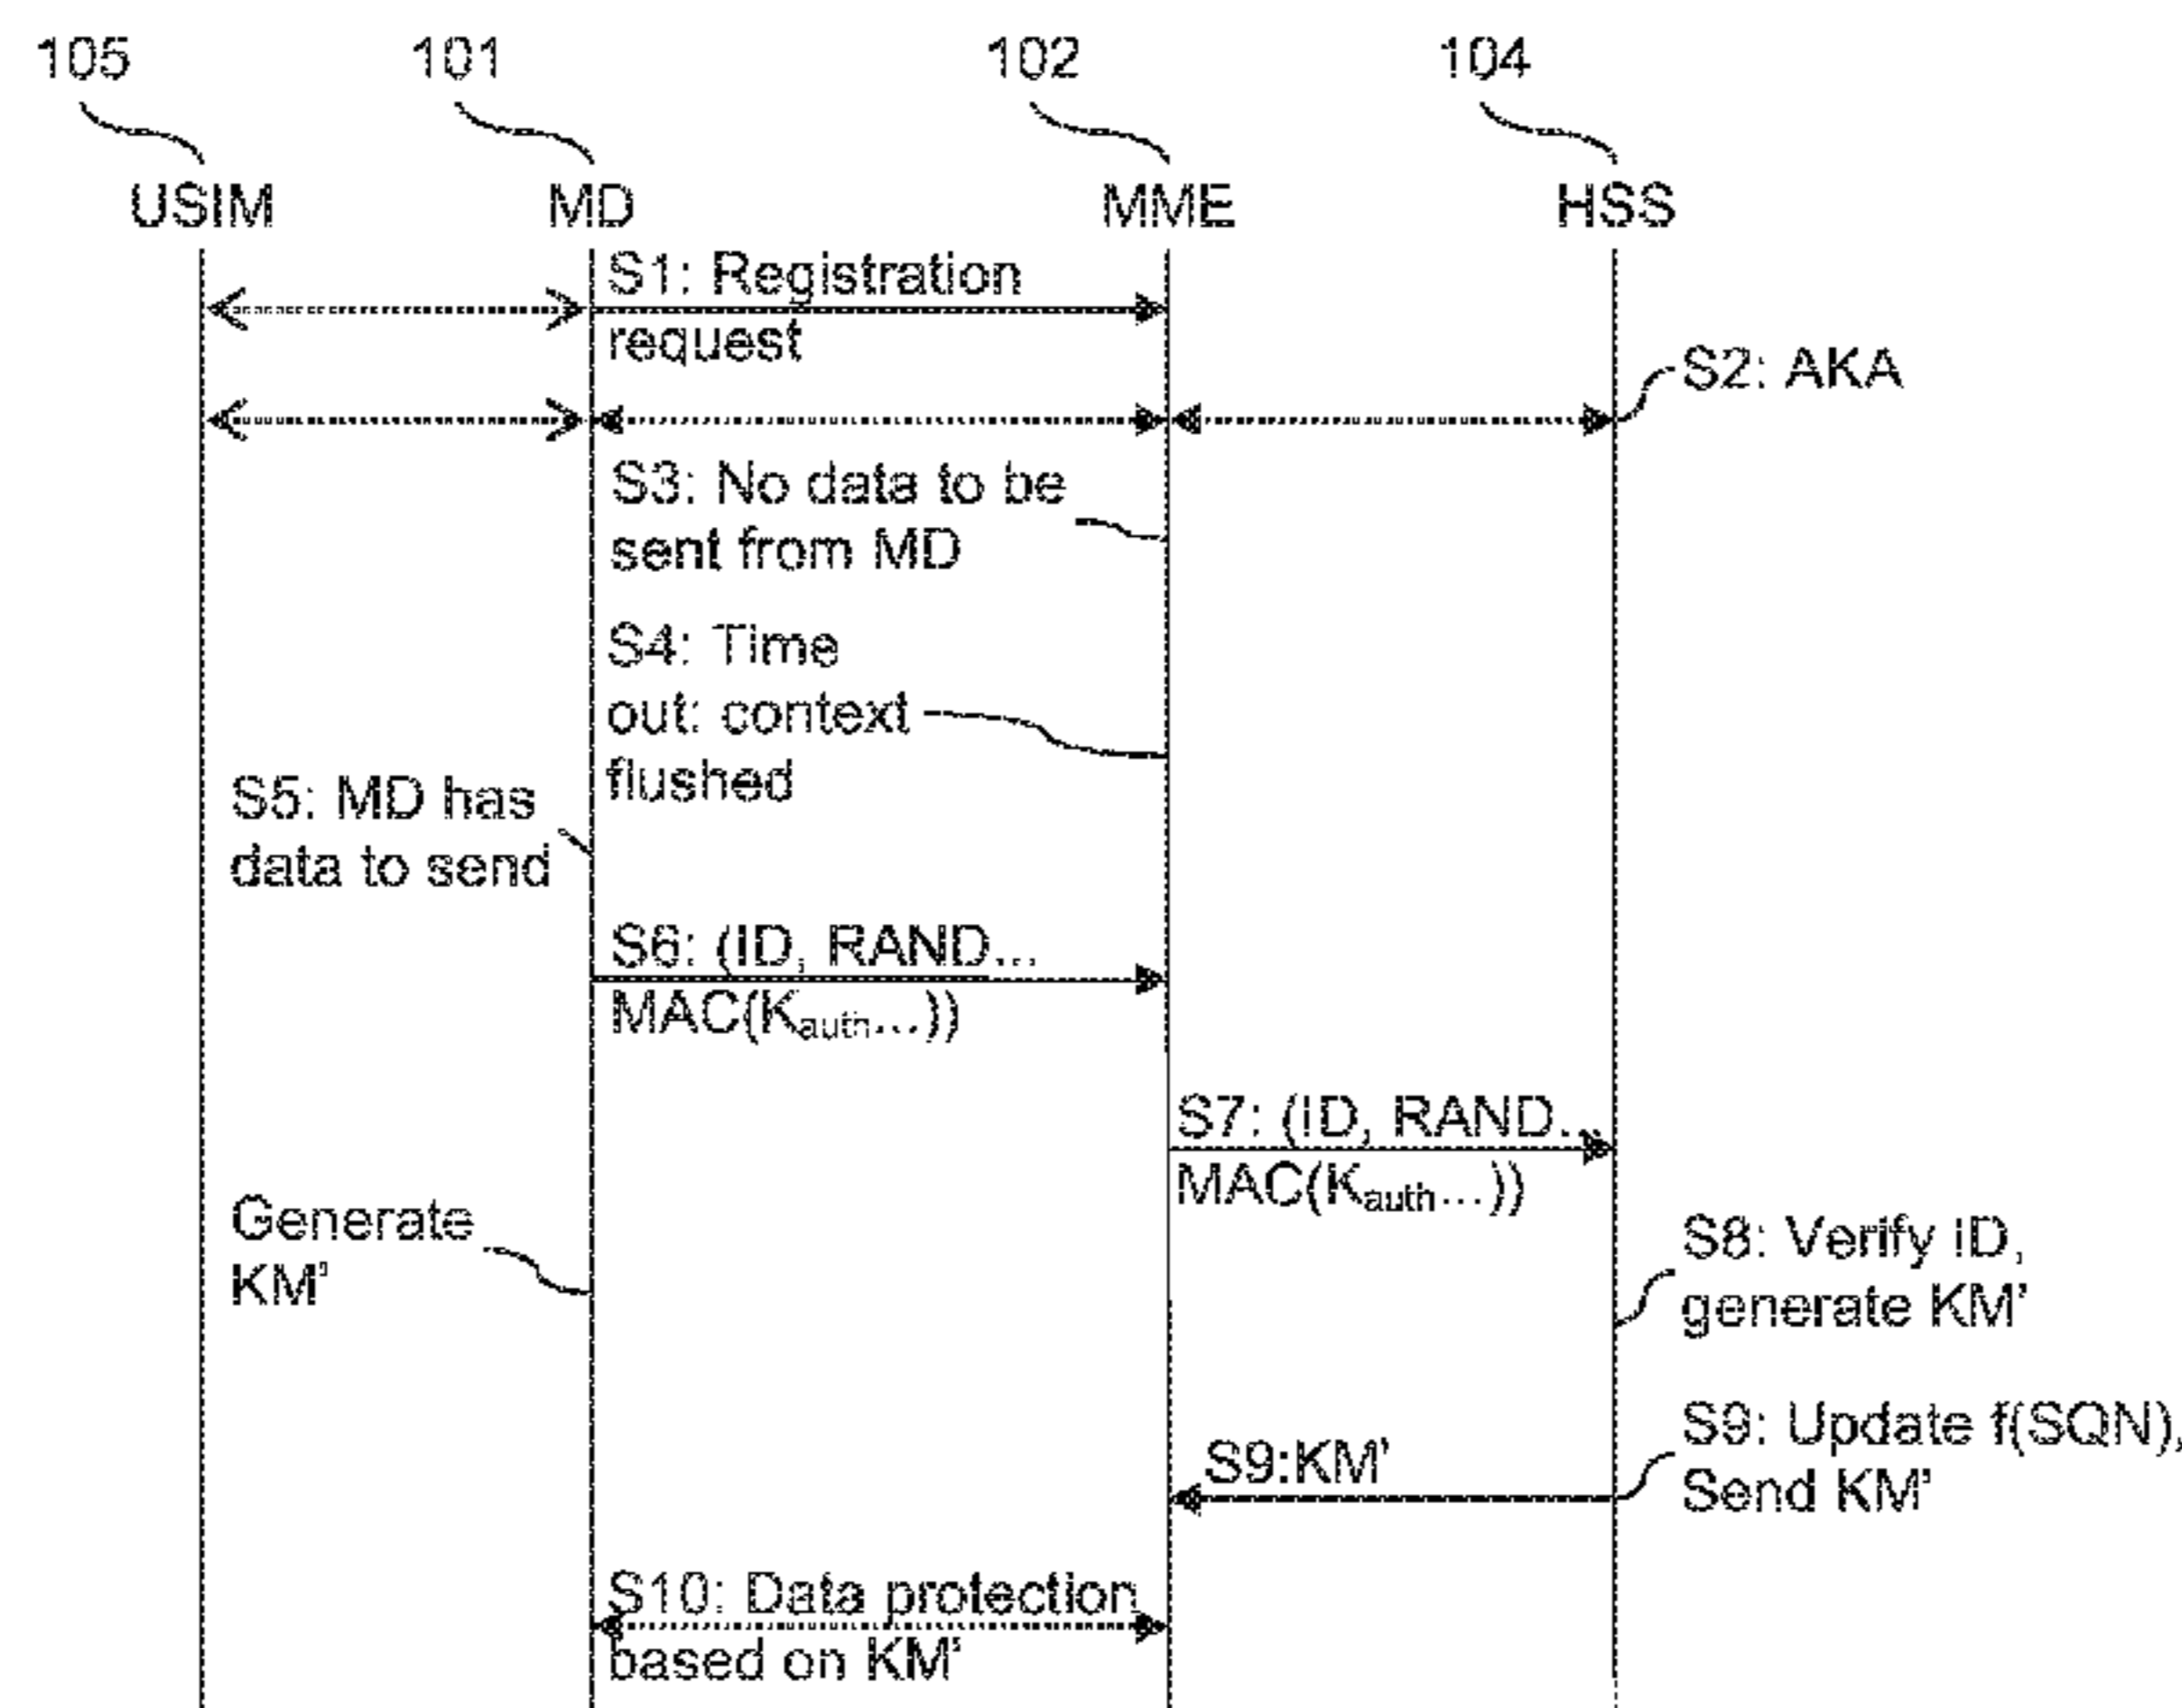 105 101 102 104
USIM MD MME HSS
S1: Registration
request
S2: AKA
S3: No data to be
sent from MD
S4: Time
out: context
flushed
S5: MD has
data to send
S6: (ID, RAND...
MAC(Kauth...))
S7: (ID, RAND...
MAC(Kauth...))
Generate
KM'
S8: Verify ID,
generate KM'
S9: Update f(SQN),
Send KM'
S9:KM'
S10: Data protection
based on KM'